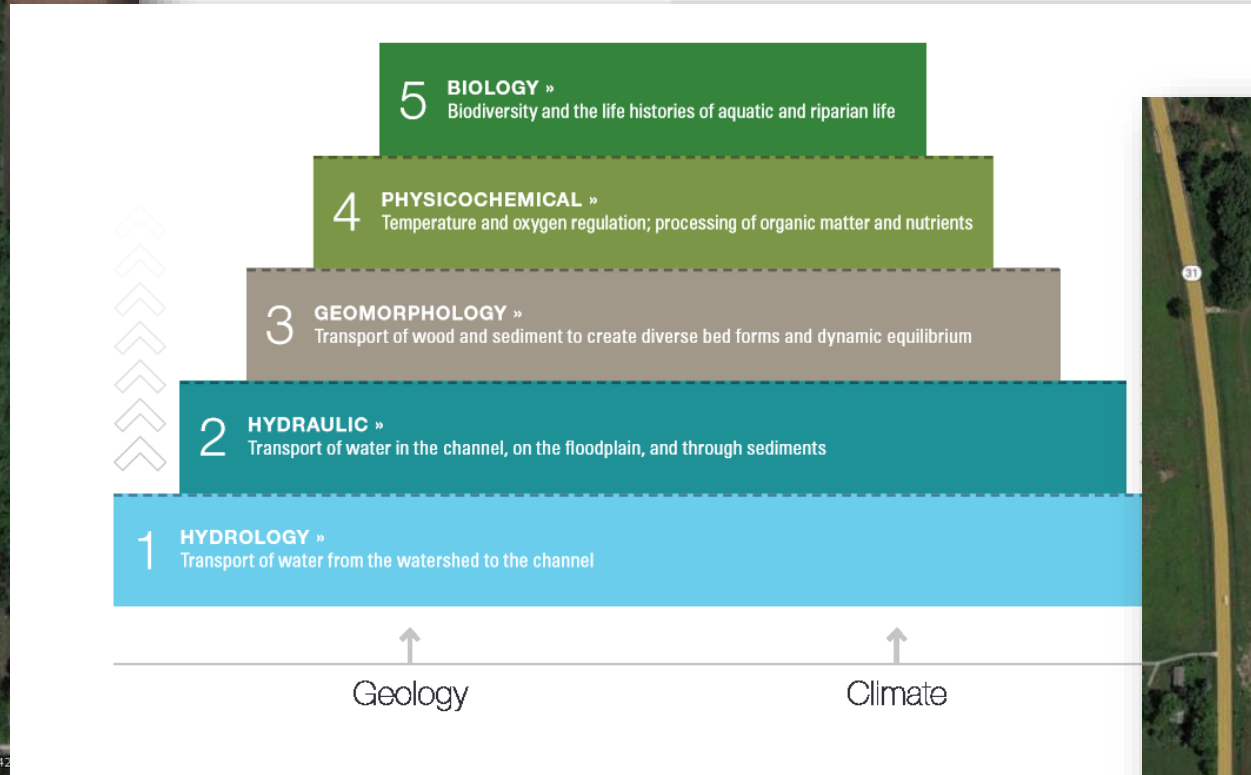 5 BIOLOGY »
Biodiversity and the life histories of aquatic and riparian life
4 PHYSICOCHEMICAL »
Temperature and oxygen regulation; processing of organic matter and nutrients
3 GEOMORPHOLOGY »
Transport of wood and sediment to create diverse bed forms and dynamic equilibrium
31
2 HYDRAULIC »
Transport of water in the channel, on the floodplain, and through sediments
1 HYDROLOGY »
Transport of water from the watershed to the channel
Geology
Climate